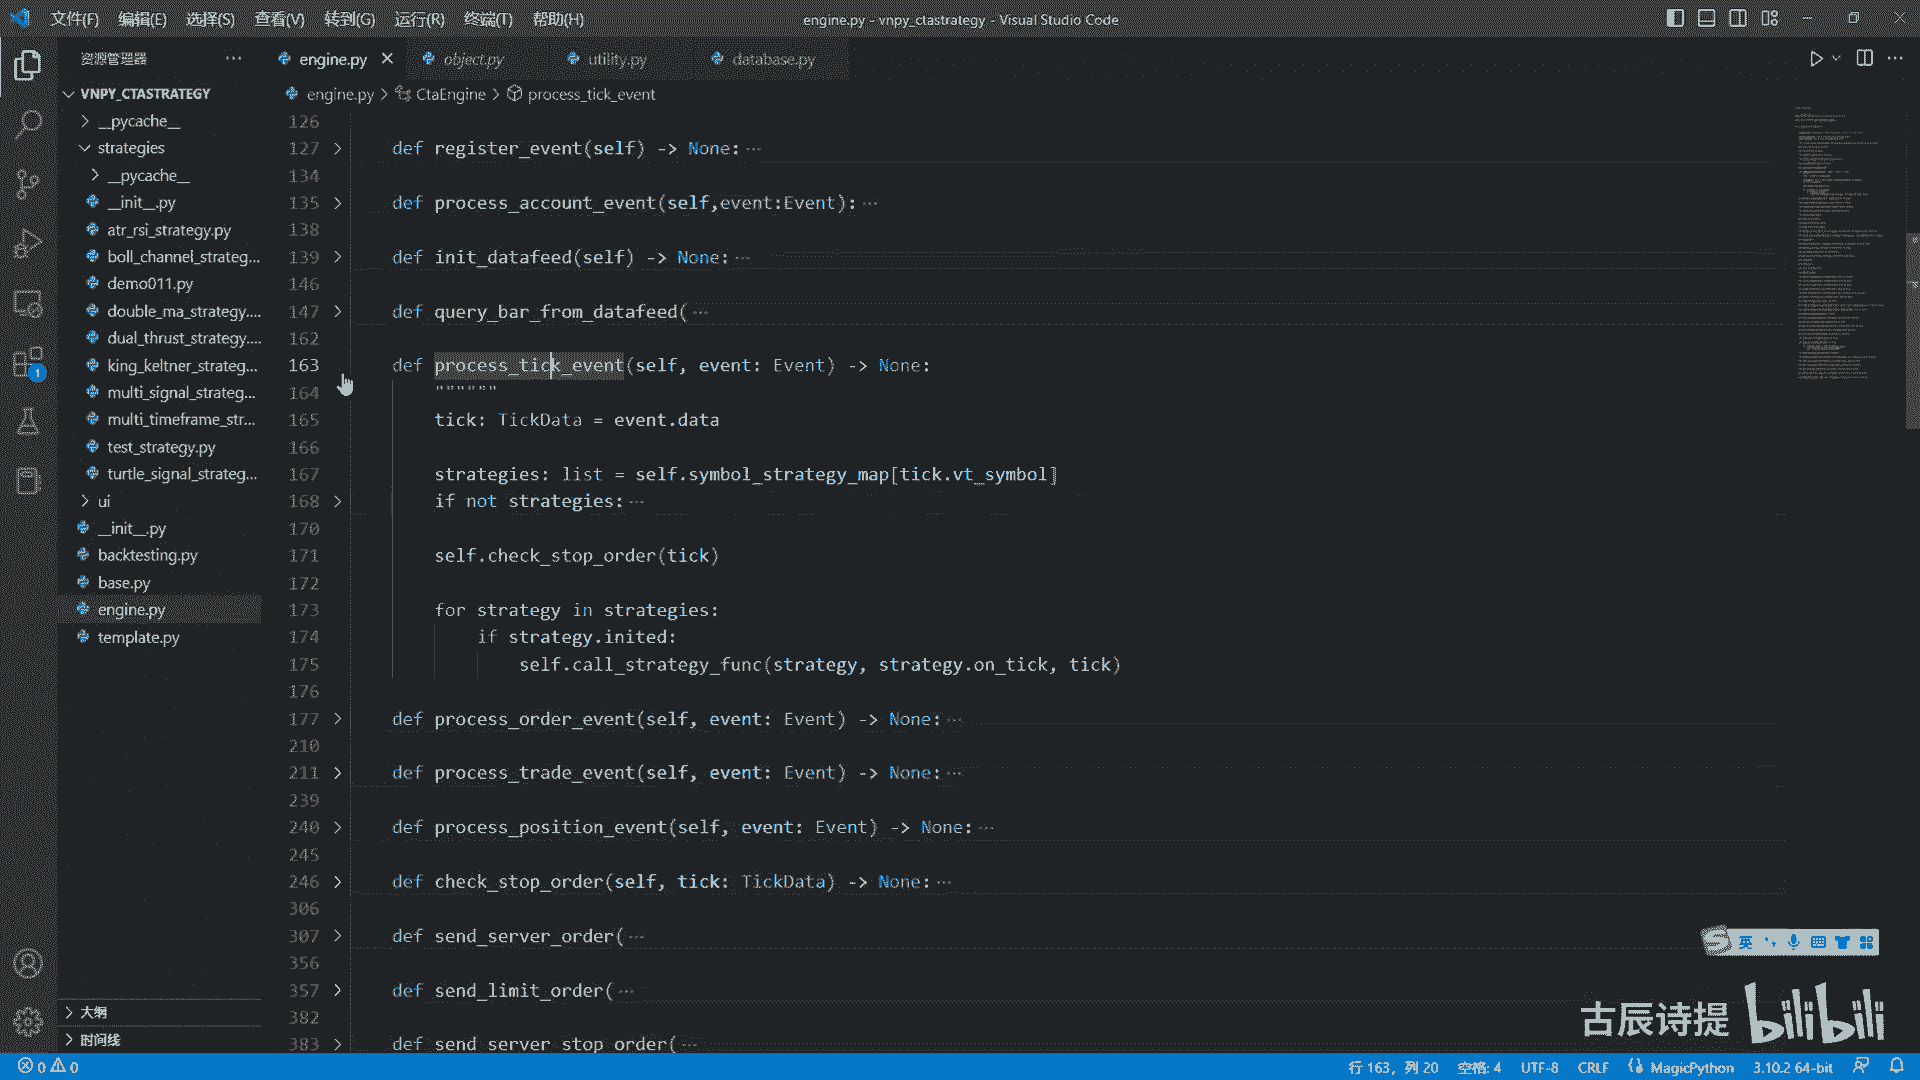 文件(F) 编辑(E) 选择(S) 查看(V) 转到(G) 运行(R) 终端(T) 帮助(H) engine.py - vnpy_ctastrategy - Visual Studio Code
资源管理器 ··· engine.py object.py utility.py database.py
VNPY_CTASTRATEGY
__pycache__
strategies
__pycache__
__init__.py
atr_rsi_strategy.py
boll_channel_strateg...
demo011.py
double_ma_strategy....
dual_thrust_strategy....
king_keltner_strateg...
multi_signal_strateg...
multi_timeframe_str...
test_strategy.py
turtle_signal_strateg...
ui
__init__.py
backtesting.py
base.py
engine.py
template.py
大纲
时间线
1
engine.py > CtaEngine > process_tick_event
126
127 def register_event(self) -> None:···
134
135 def process_account_event(self,event:Event):···
138
139 def init_datafeed(self) -> None:···
146
147 def query_bar_from_datafeed(···
162
163 def process_tick_event(self, event: Event) -> None:
164 """"""
165 tick: TickData = event.data
166
167 strategies: list = self.symbol_strategy_map[tick.vt_symbol]
168 if not strategies:···
170
171 self.check_stop_order(tick)
172
173 for strategy in strategies:
174 if strategy.inited:
175 self.call_strategy_func(strategy, strategy.on_tick, tick)
176
177 def process_order_event(self, event: Event) -> None:···
210
211 def process_trade_event(self, event: Event) -> None:···
239
240 def process_position_event(self, event: Event) -> None:···
245
246 def check_stop_order(self, tick: TickData) -> None:···
306
307 def send_server_order(···
356
357 def send_limit_order(···
382
383 def send_server_stop_order(···
英
古辰诗提 bilibili
0 0 行 163, 列 20 空格: 4 UTF-8 CRLF MagicPython 3.10.2 64-bit